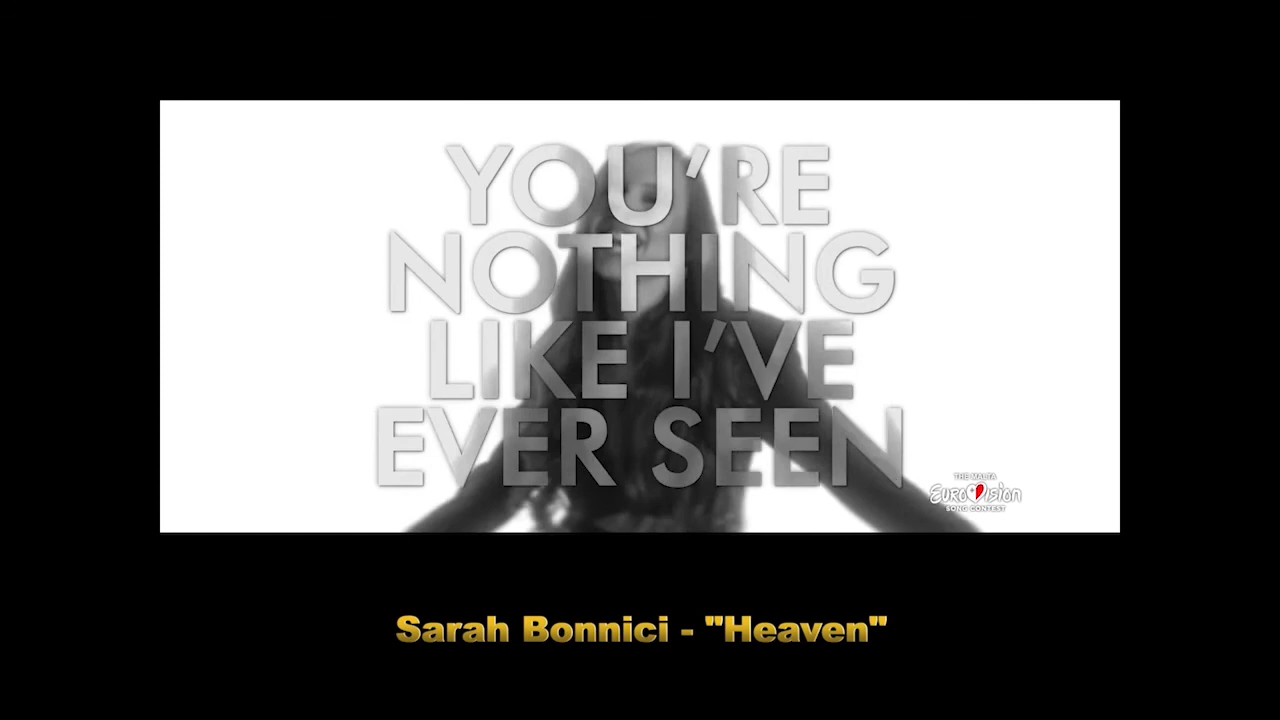 YOU'RE
NOTHING
LIKE I'VE
EVER SEEN
THE MALTA
EUROVISION
SONG CONTEST
Sarah Bonnici - "Heaven"